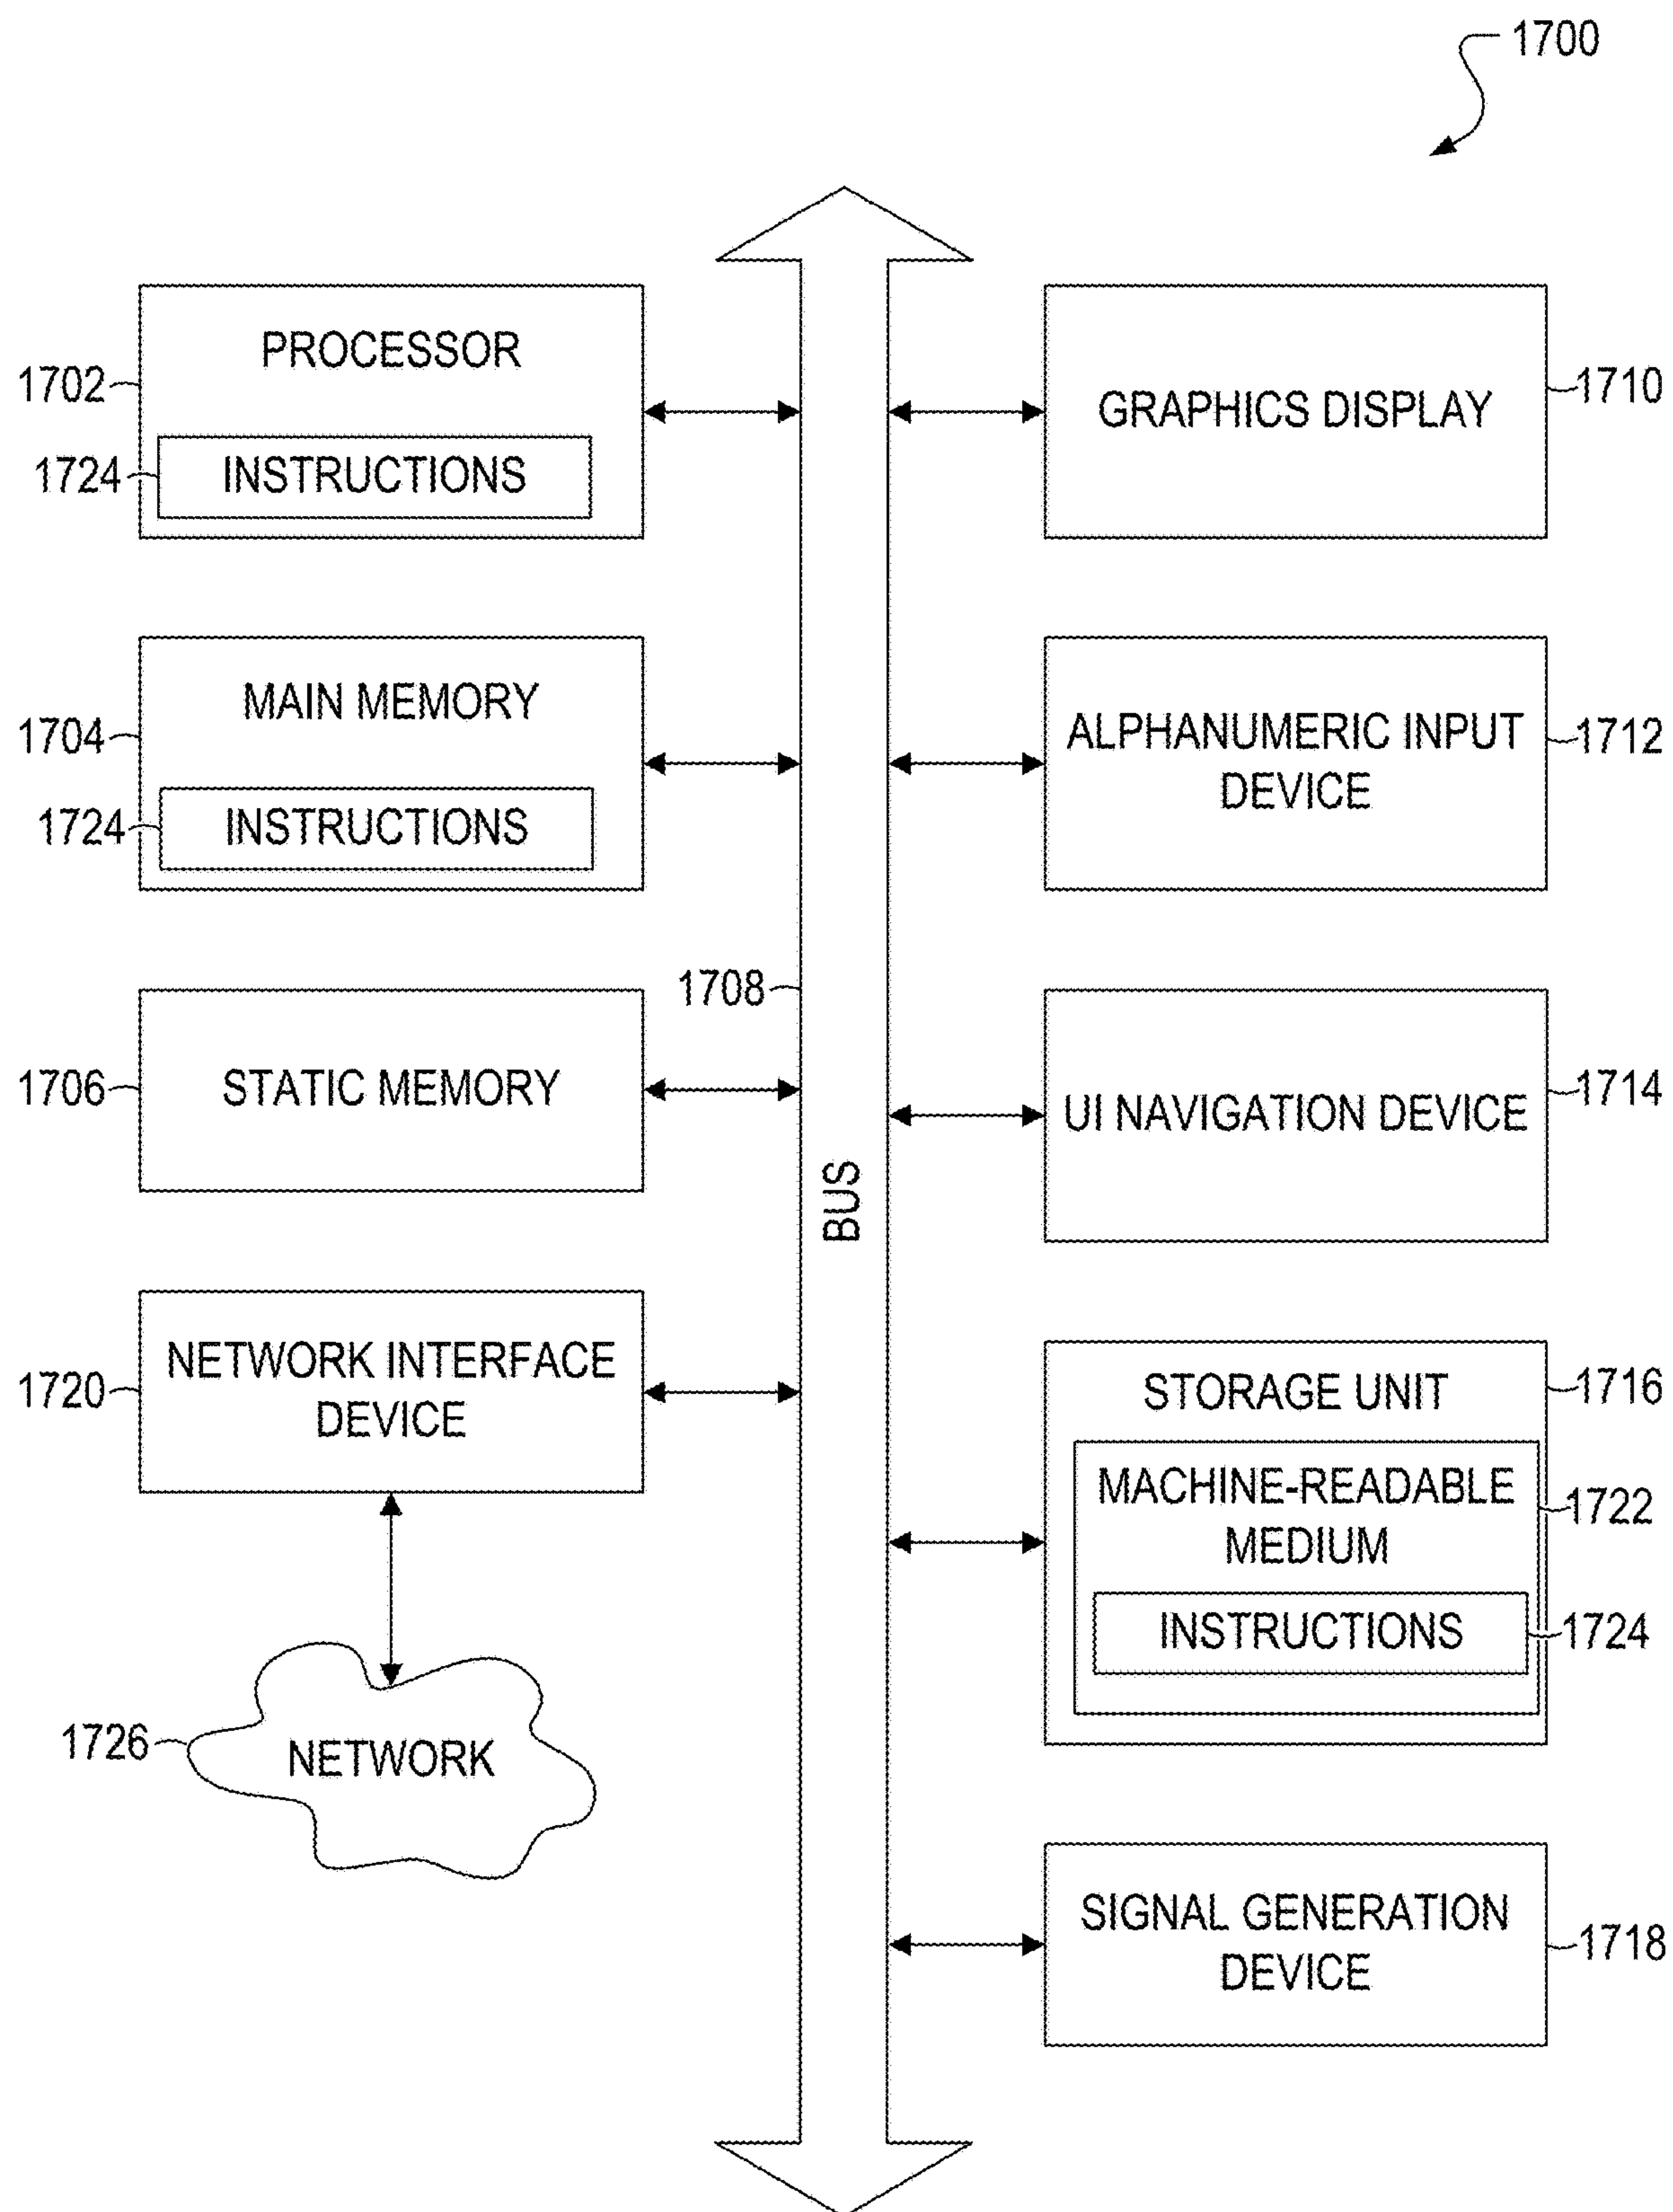 1700
PROCESSOR
1702
1724
INSTRUCTIONS
MAIN MEMORY
1704
1724
INSTRUCTIONS
1708
STATIC MEMORY
1706
NETWORK INTERFACE
DEVICE
1720
1726
NETWORK
BUS
GRAPHICS DISPLAY
1710
ALPHANUMERIC INPUT
DEVICE
1712
UI NAVIGATION DEVICE
1714
STORAGE UNIT
1716
MACHINE-READABLE
MEDIUM
1722
INSTRUCTIONS
1724
SIGNAL GENERATION
DEVICE
1718